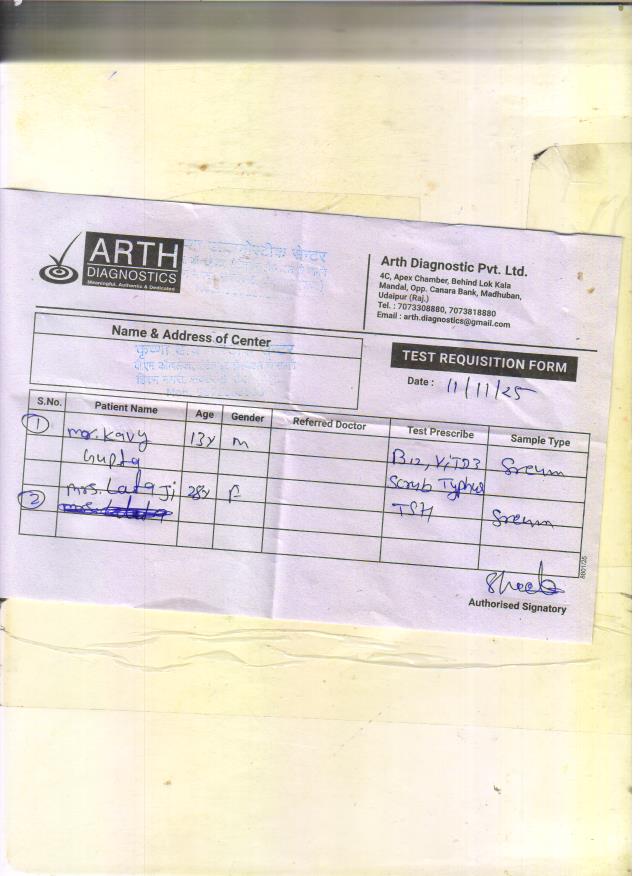 ARTH
DIAGNOSTICS
Meaningful, Authentic & Dedicated
Arth Diagnostic Pvt. Ltd.
4C, Apex Chamber, Behind Lok Kala
Mandal, Opp. Canara Bank, Madhuban,
Udaipur (Raj.)
Tel. : 7073308880, 7073818880
Email : arth.diagnostics@gmail.com
Name & Address of Center
कृष्णा
सेन्टर
TEST REQUISITION FORM
Date : 11/11/25
S.No. Patient Name Age Gender Referred Doctor Test Prescribe Sample Type
1 mr. Kavy 13y m B12, VitD3 Sreum
Gupta Scrub Typhus
2 mrs. Lata Ji 28y F TSH Sreum
Authorised Signatory